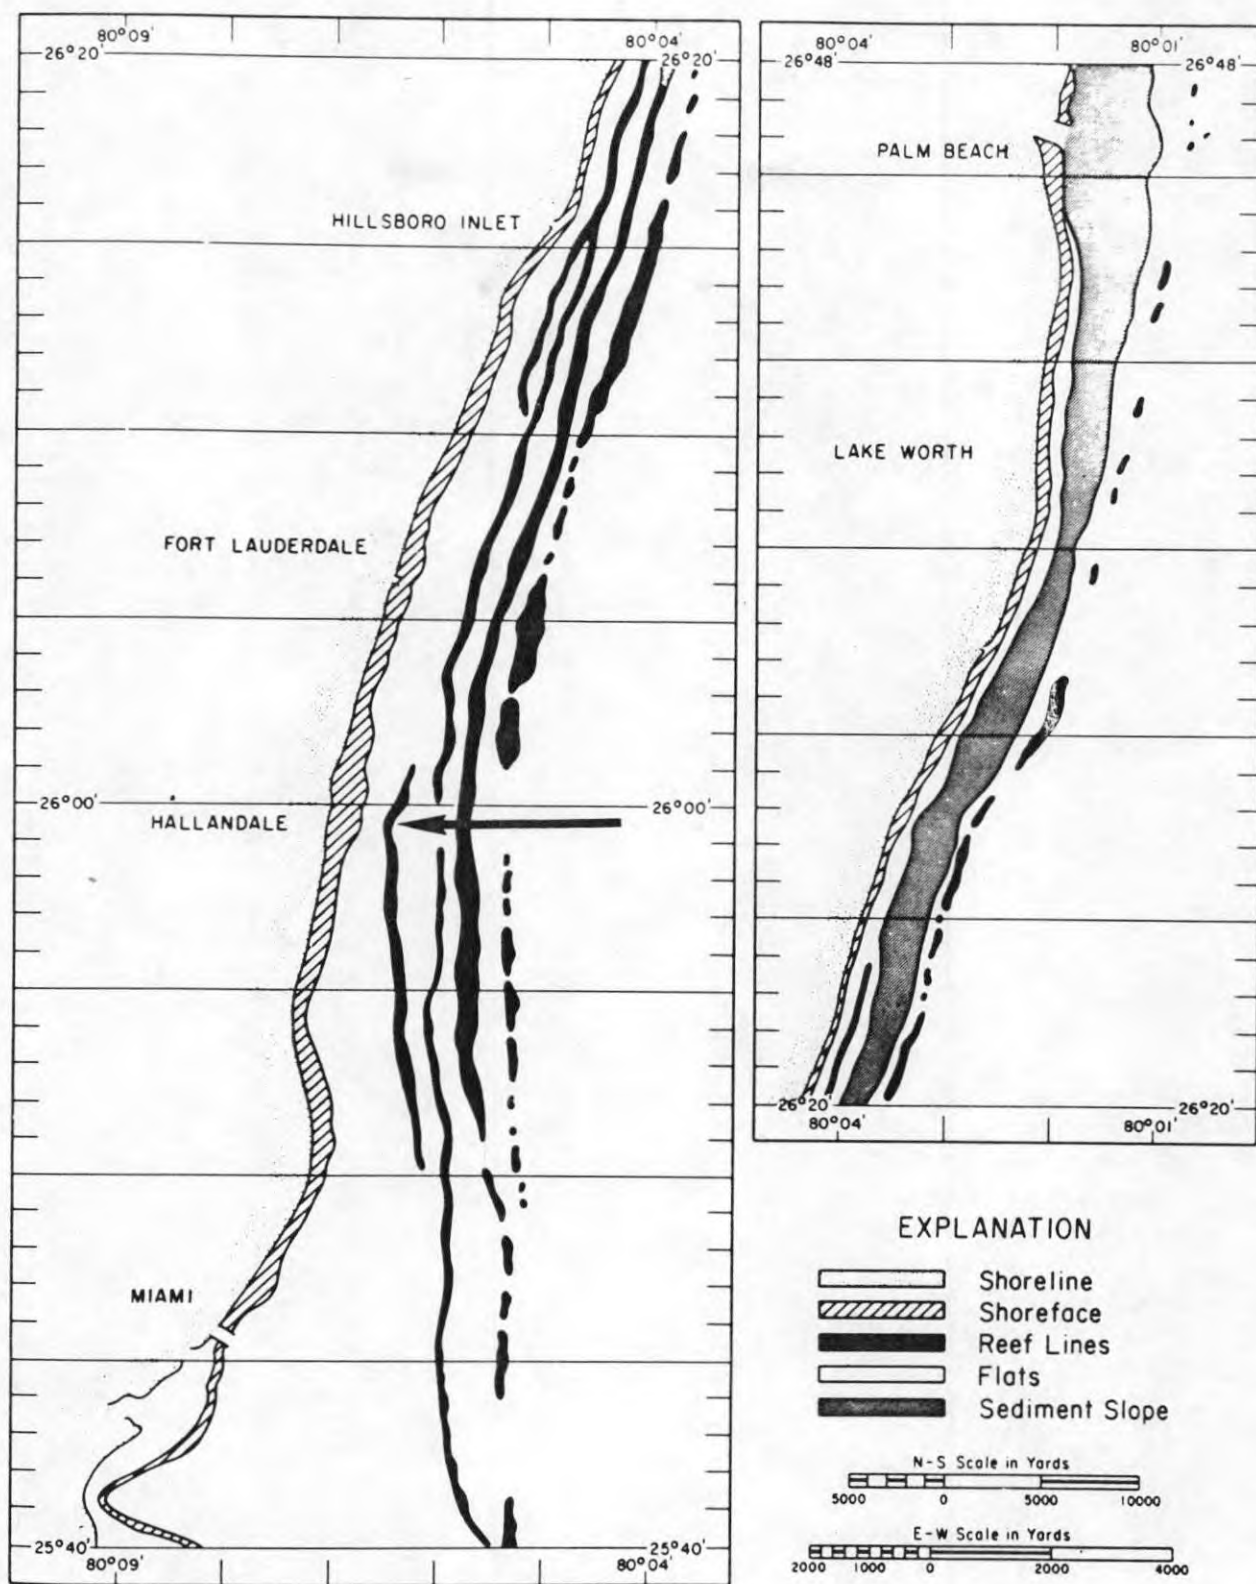 80°09'
80°04'
26°20'
26°20'
HILLSBORO INLET
FORT LAUDERDALE
26°00'
26°00'
HALLANDALE
MIAMI
25°40'
25°40'
80°09'
80°04'
80°04'
80°01'
26°48'
26°48'
PALM BEACH
LAKE WORTH
26°20'
26°20'
80°04'
80°01'
EXPLANATION
Shoreline
Shoreface
Reef Lines
Flats
Sediment Slope
N-S Scale in Yards
5000 0 5000 10000
E-W Scale in Yards
2000 1000 0 2000 4000